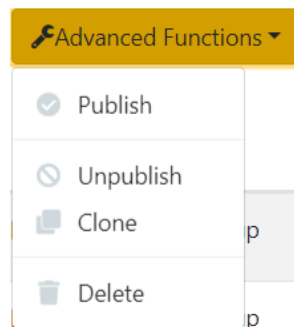 Advanced Functions
Publish
Unpublish
Clone
p
Delete
p